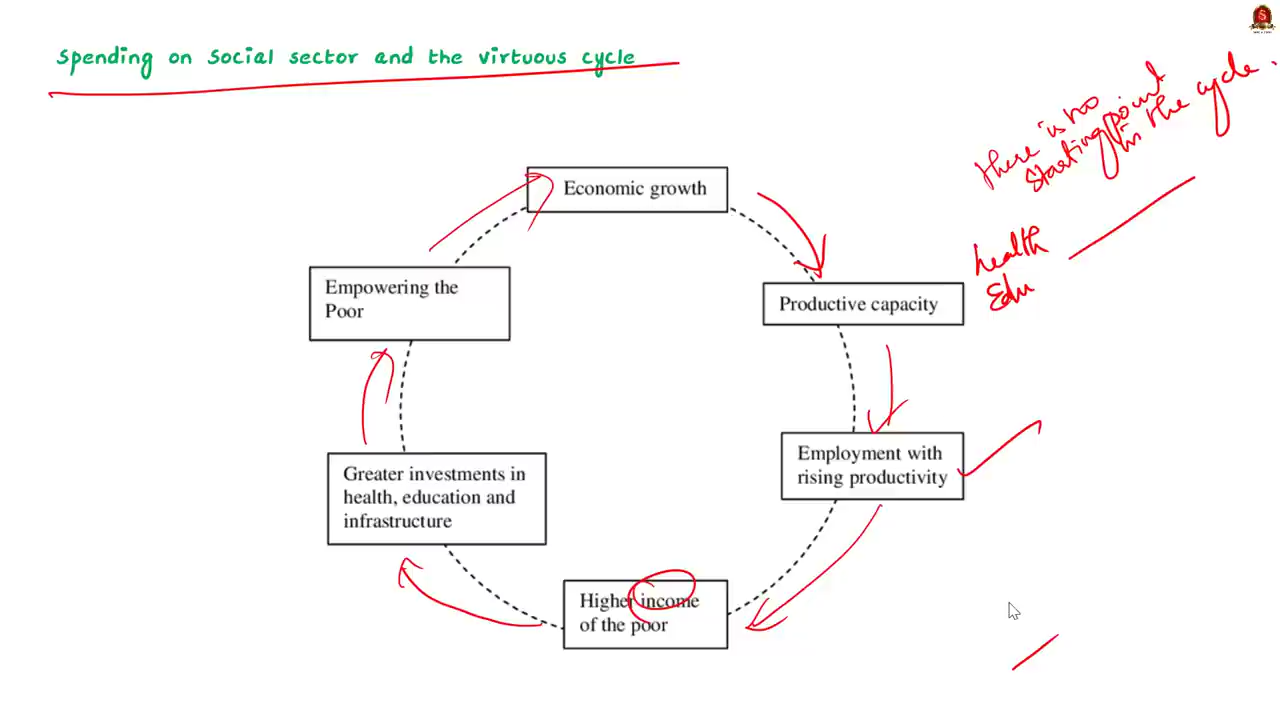 Spending on Social sector and the virtuous cycle
There is no
starting point
in the cycle.
Economic growth
health
Edu
Empowering the
Poor
Productive capacity
Employment with
rising productivity
Greater investments in
health, education and
infrastructure
Higher income
of the poor